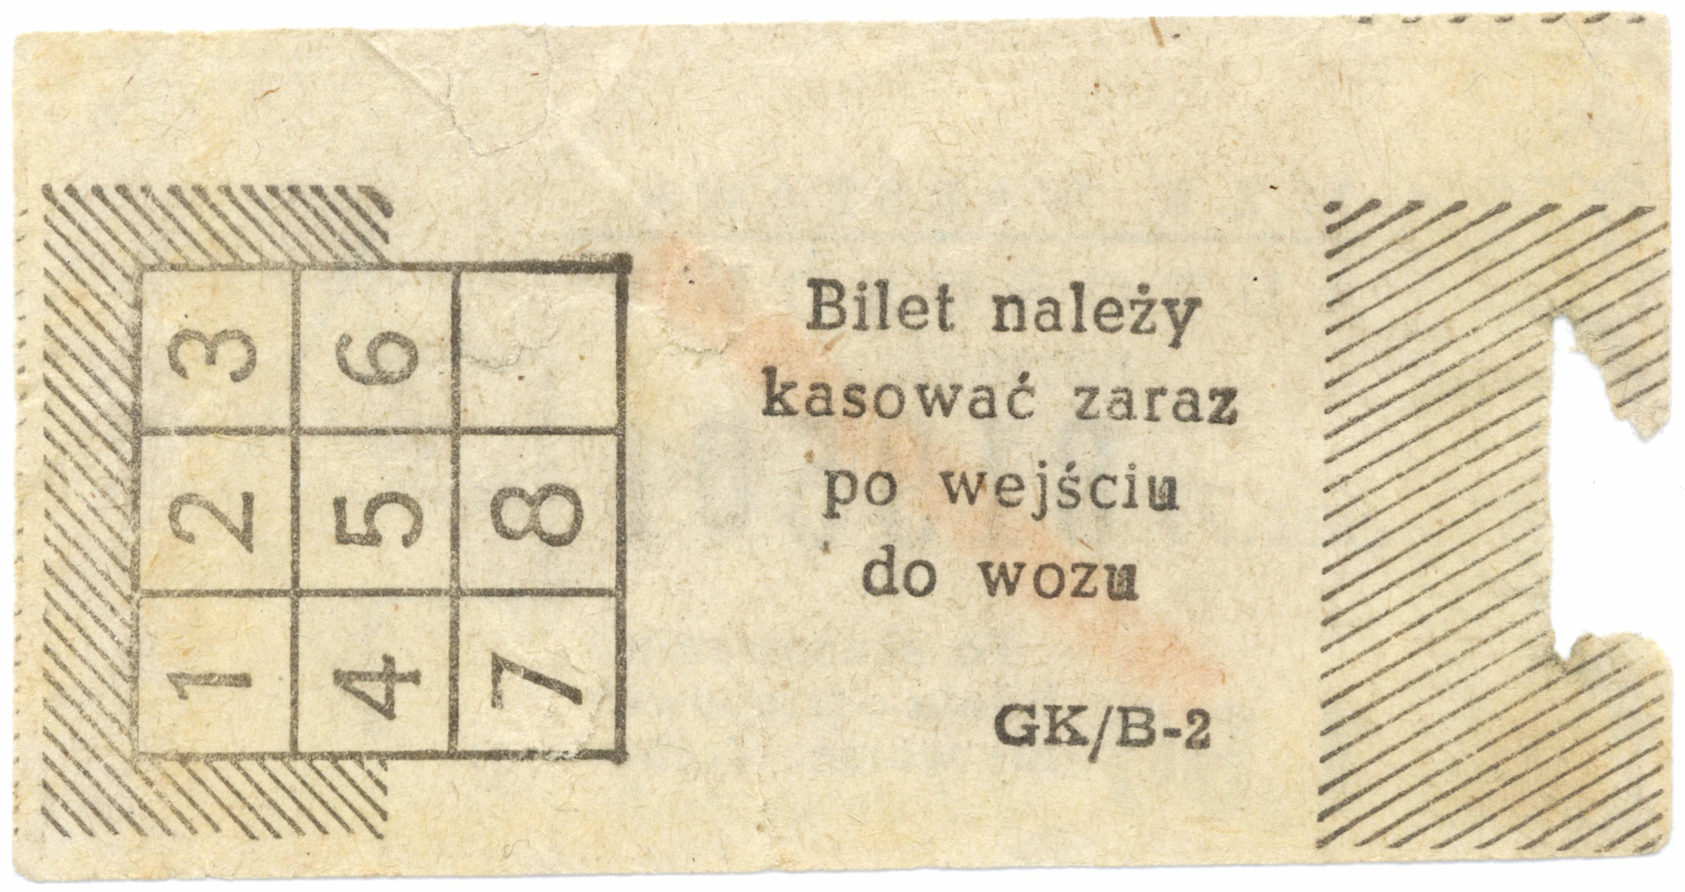 3 6
2 5 8
1 4 7
Bilet należy
kasować zaraz
po wejściu
do wozu
GK/B-2